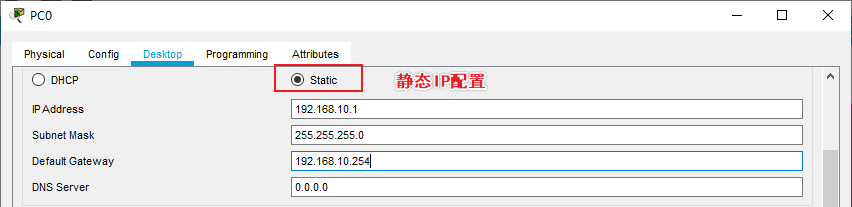 PC0
Physical Config Desktop Programming Attributes
DHCP Static 静态IP配置
IP Address 192.168.10.1
Subnet Mask 255.255.255.0
Default Gateway 192.168.10.254
DNS Server 0.0.0.0